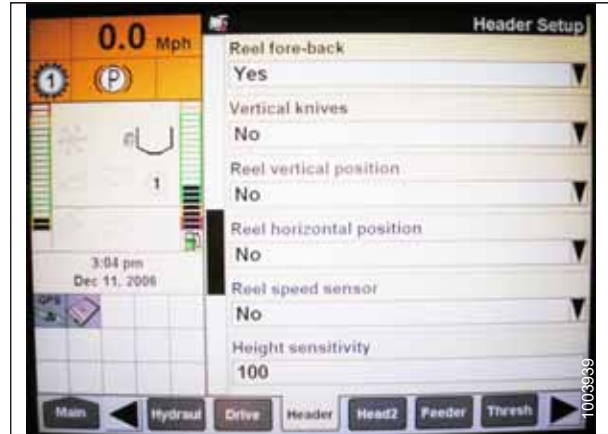 Header Setup
0.0 Mph
1
P
Reel fore-back
Yes
Vertical knives
No
Reel vertical position
No
1
Reel horizontal position
No
3:04 pm
Dec 11, 2006
Reel speed sensor
No
GPS
Height sensitivity
100
Main
Hydraul
Drive
Header
Head2
Feeder
Thresh
1003939